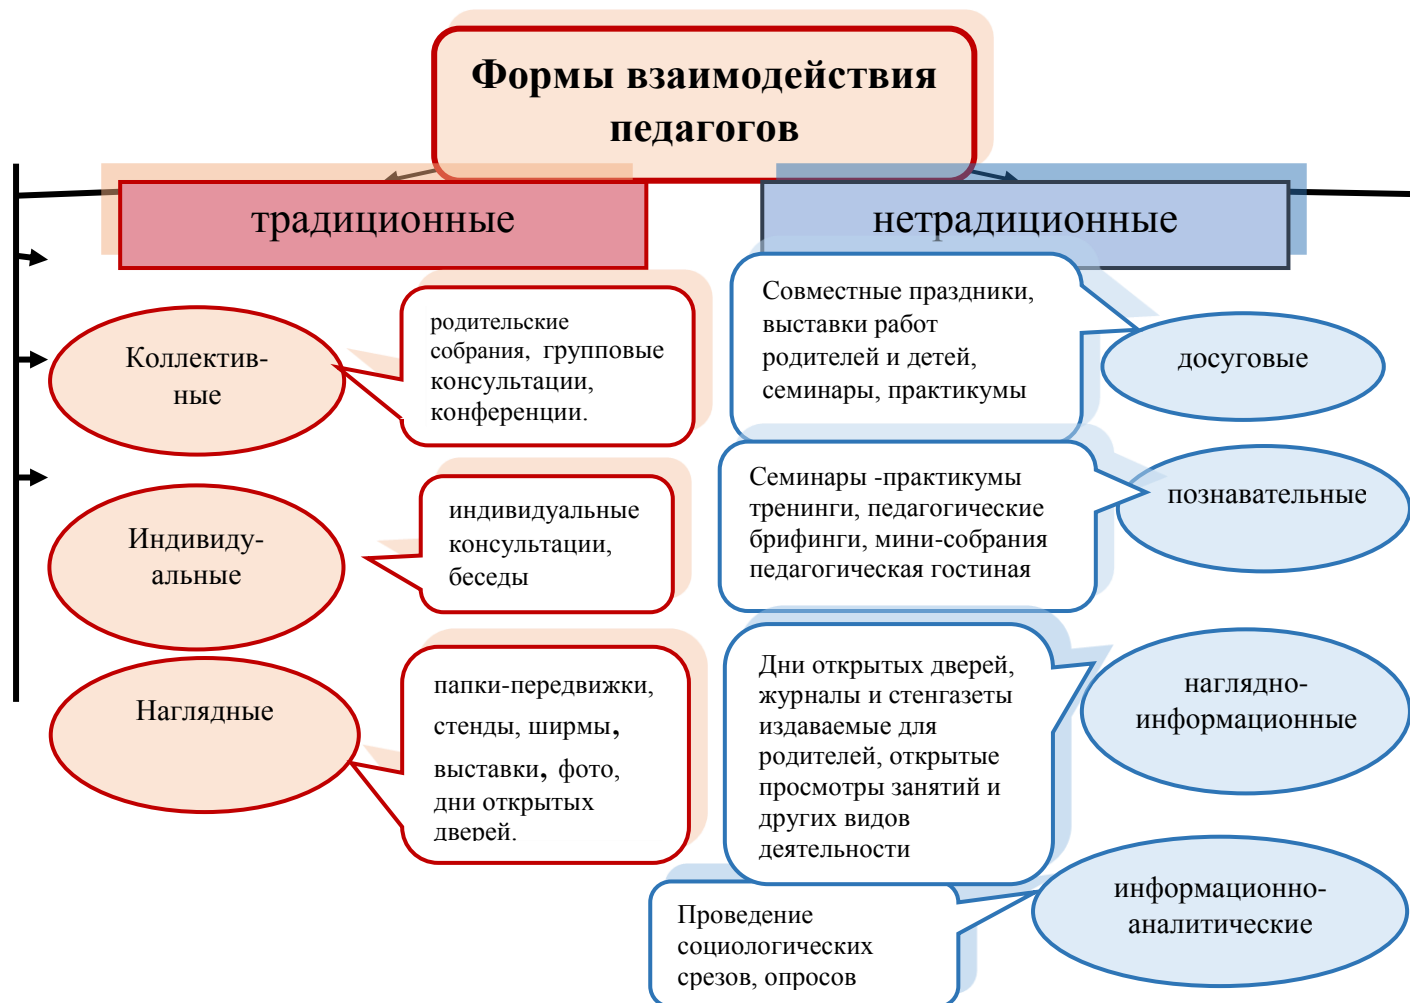 Формы взаимодействия
педагогов
традиционные
Коллектив-
ные
родительские
собрания, групповые
консультации,
конференции.
Индивиду-
альные
индивидуальные
консультации,
беседы
Наглядные
папки-передвижки,
стенды, ширмы,
выставки, фото,
дни открытых
дверей.
нетрадиционные
Совместные праздники,
выставки работ
родителей и детей,
семинары, практикумы
досуговые
Семинары -практикумы
тренинги, педагогические
брифинги, мини-собрания
педагогическая гостиная
познавательные
Дни открытых дверей,
журналы и стенгазеты
издаваемые для
родителей, открытые
просмотры занятий и
других видов
деятельности
наглядно-
информационные
Проведение
социологических
срезов, опросов
информационно-
аналитические